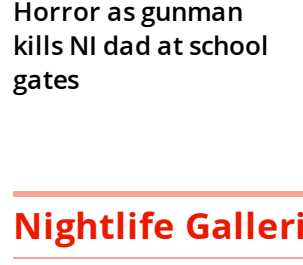 Horror as gunman
kills NI dad at school
gates
Nightlife Galleri